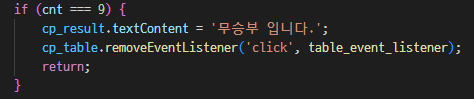 if (cnt === 9) {
    cp_result.textContent = '무승부 입니다.';
    cp_table.removeEventListener('click', table_event_listener);
    return;
}